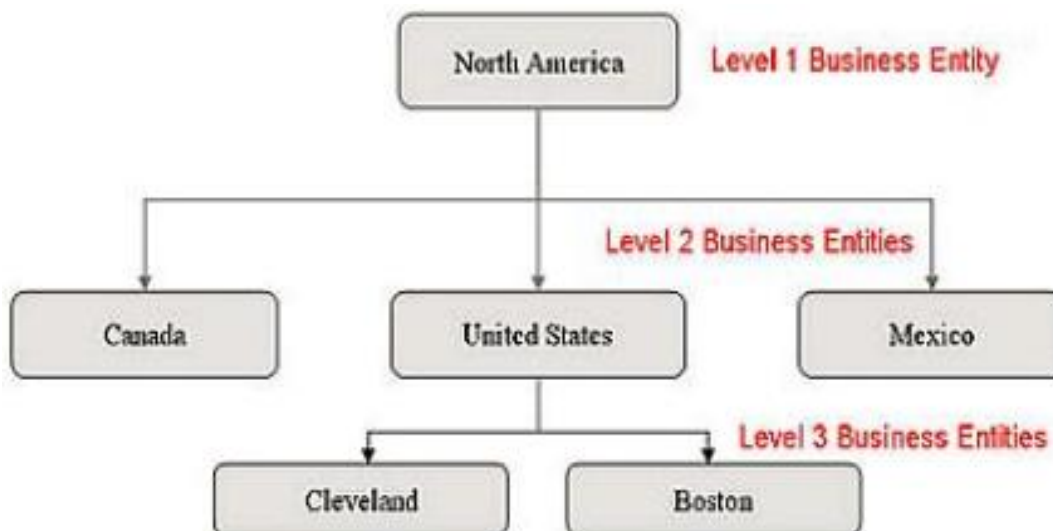 North America
Level 1 Business Entity
Level 2 Business Entities
Canada
United States
Mexico
Level 3 Business Entities
Cleveland
Boston